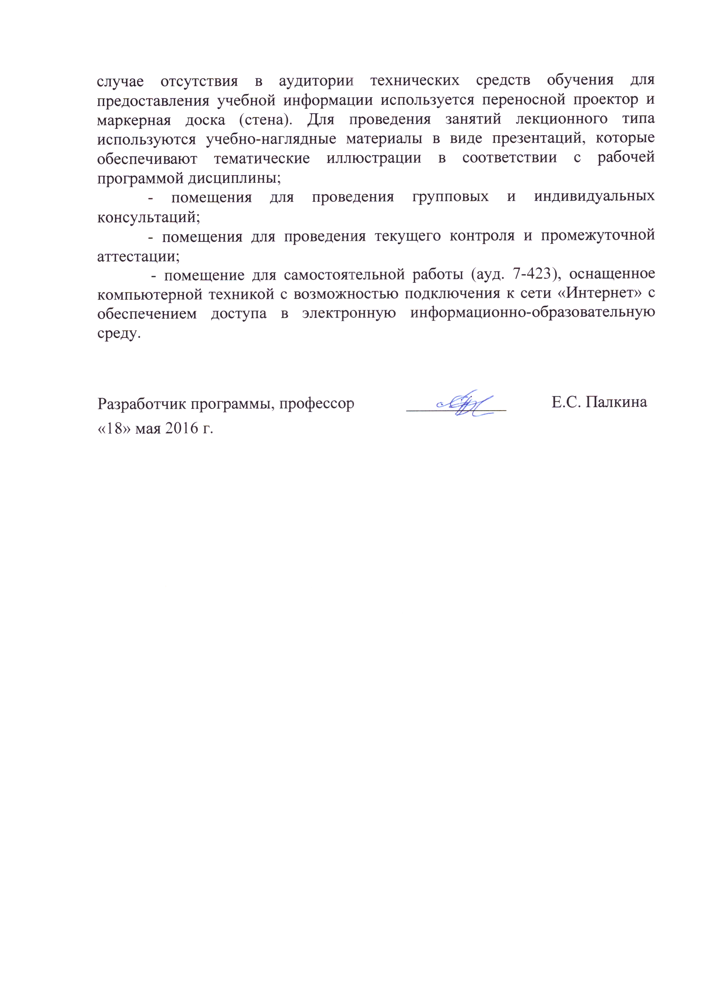 случае отсутствия в аудитории технических средств обучения для
предоставления учебной информации используется переносной проектор и
маркерная доска (стена). Для проведения занятий лекционного типа
используются учебно-наглядные материалы в виде презентаций, которые
обеспечивают тематические иллюстрации в соответствии с рабочей
программой дисциплины;
- помещения для проведения групповых и индивидуальных
консультаций;
- помещения для проведения текущего контроля и промежуточной
аттестации;
- помещение для самостоятельной работы (ауд. 7-423), оснащенное
компьютерной техникой с возможностью подключения к сети «Интернет» с
обеспечением доступа в электронную информационно-образовательную
среду.
Разработчик программы, профессор Е.С. Палкина
«18» мая 2016 г.